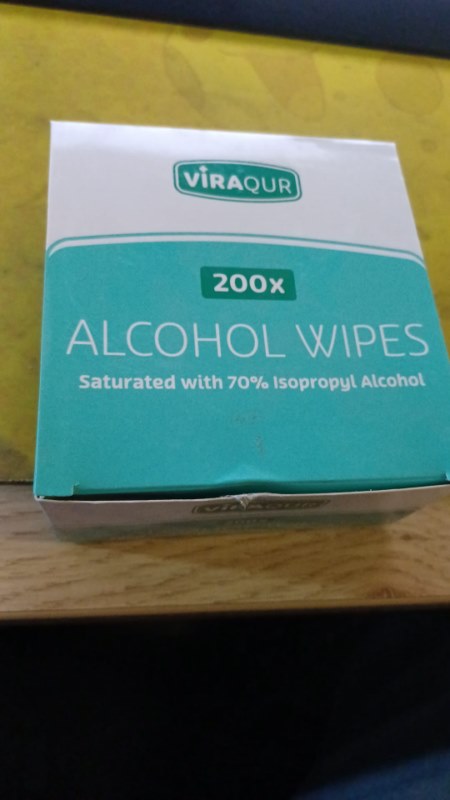 ViRAQUR
200x
ALCOHOL WIPES
Saturated with 70% Isopropyl Alcohol